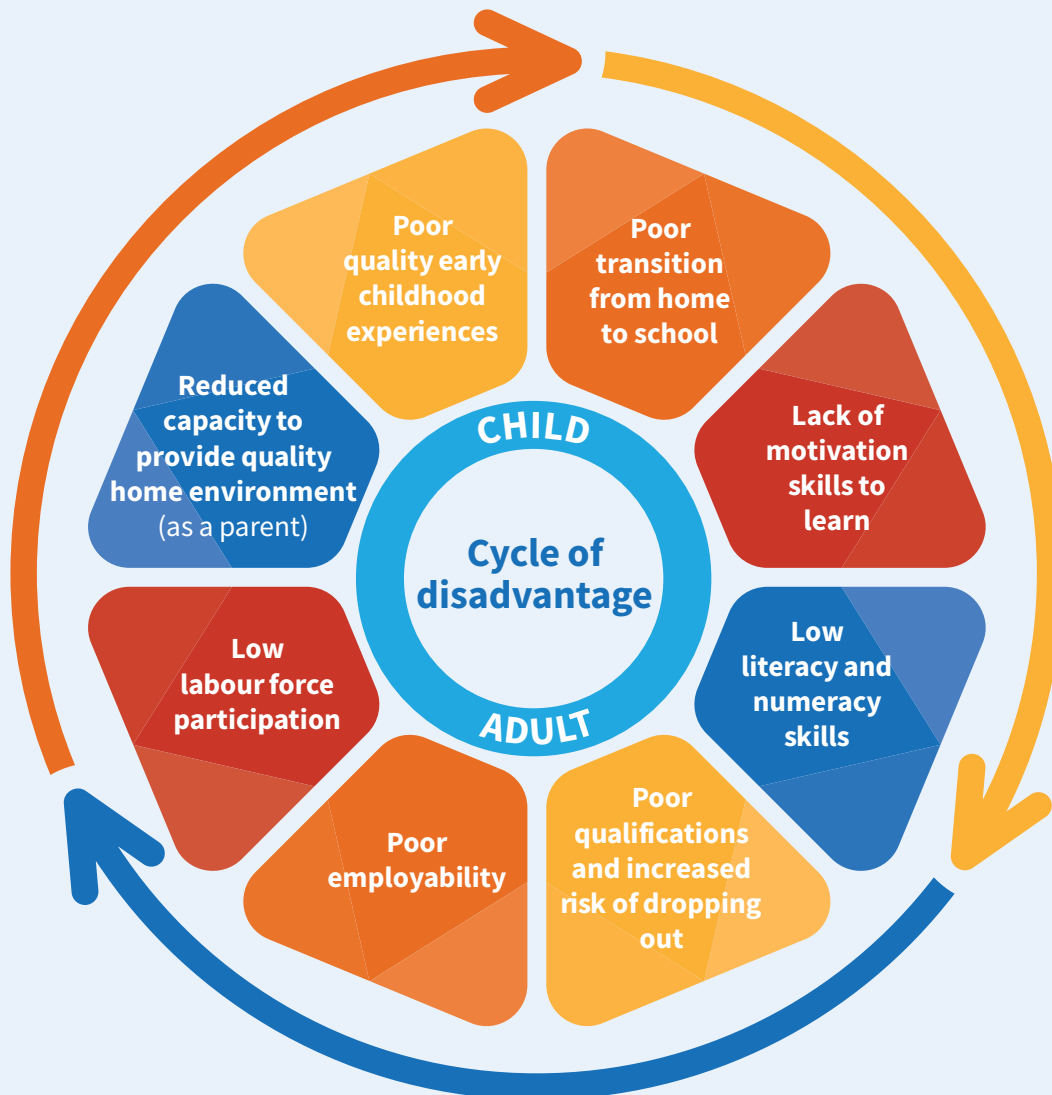 Poor
quality early
childhood
experiences
Poor
transition
from home
to school
Lack of
motivation
skills to
learn
Low
literacy and
numeracy
skills
Poor
qualifications
and increased
risk of dropping
out
Poor
employability
Low
labour force
participation
Reduced
capacity to
provide quality
home environment
(as a parent)
CHILD
Cycle of
disadvantage
ADULT